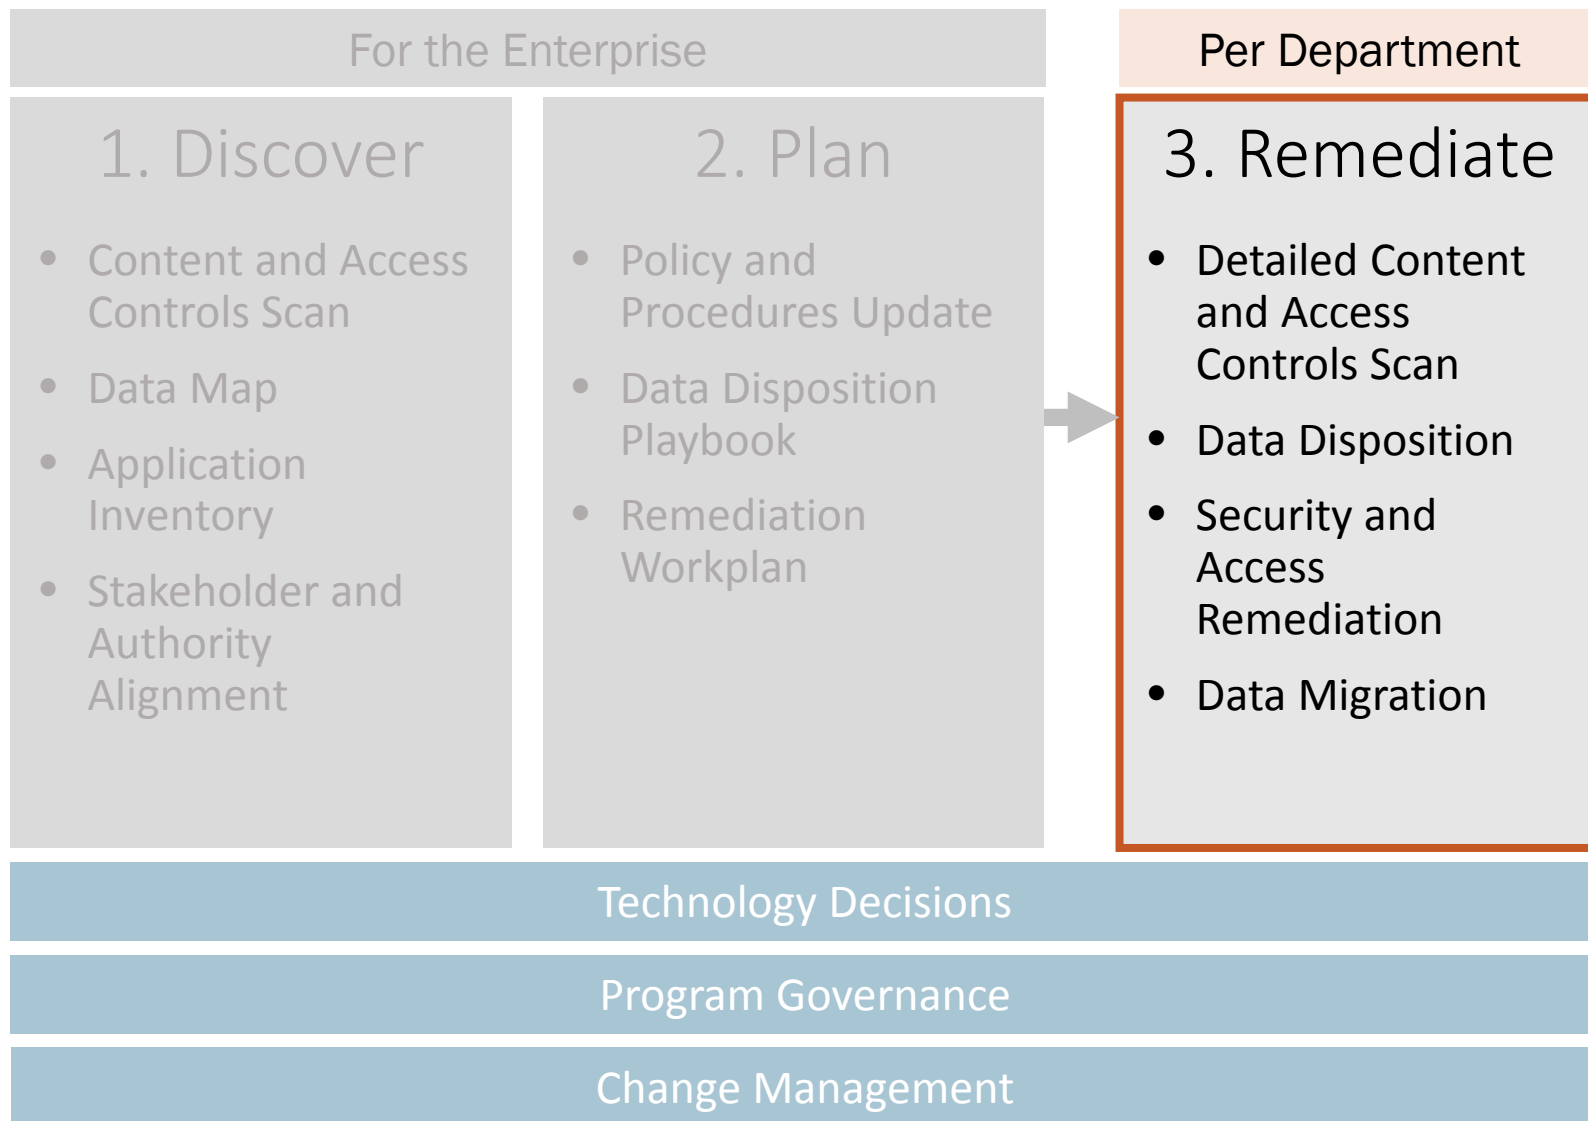 For the Enterprise
Per Department
1. Discover
• Content and Access
Controls Scan
• Data Map
• Application
Inventory
• Stakeholder and
Authority
Alignment
2. Plan
• Policy and
Procedures Update
• Data Disposition
Playbook
• Remediation
Workplan
3. Remediate
• Detailed Content
and Access
Controls Scan
• Data Disposition
• Security and
Access
Remediation
• Data Migration
Technology Decisions
Program Governance
Change Management